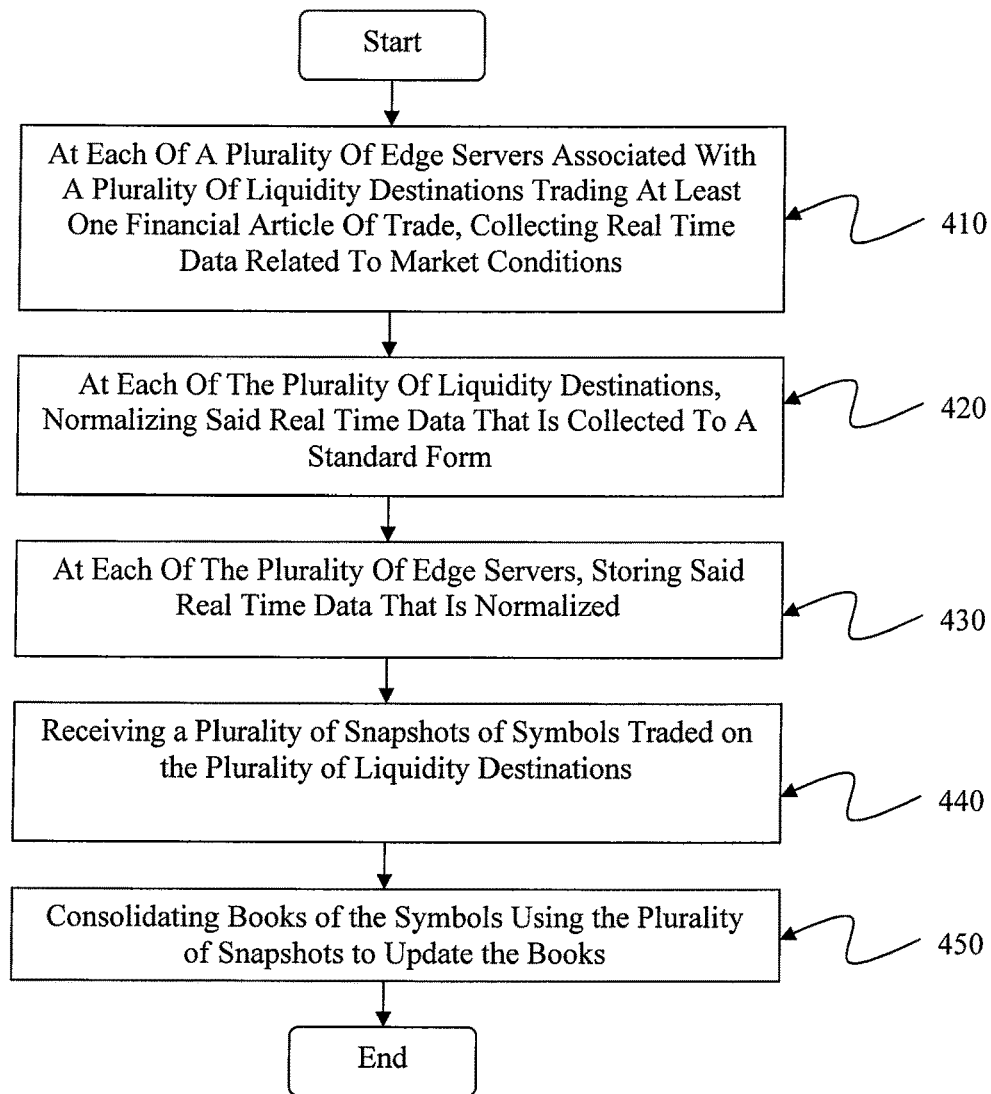 Start
At Each Of A Plurality Of Edge Servers Associated With
A Plurality Of Liquidity Destinations Trading At Least
One Financial Article Of Trade, Collecting Real Time
Data Related To Market Conditions
410
At Each Of The Plurality Of Liquidity Destinations,
Normalizing Said Real Time Data That Is Collected To A
Standard Form
420
At Each Of The Plurality Of Edge Servers, Storing Said
Real Time Data That Is Normalized
430
Receiving a Plurality of Snapshots of Symbols Traded on
the Plurality of Liquidity Destinations
440
Consolidating Books of the Symbols Using the Plurality
of Snapshots to Update the Books
450
End